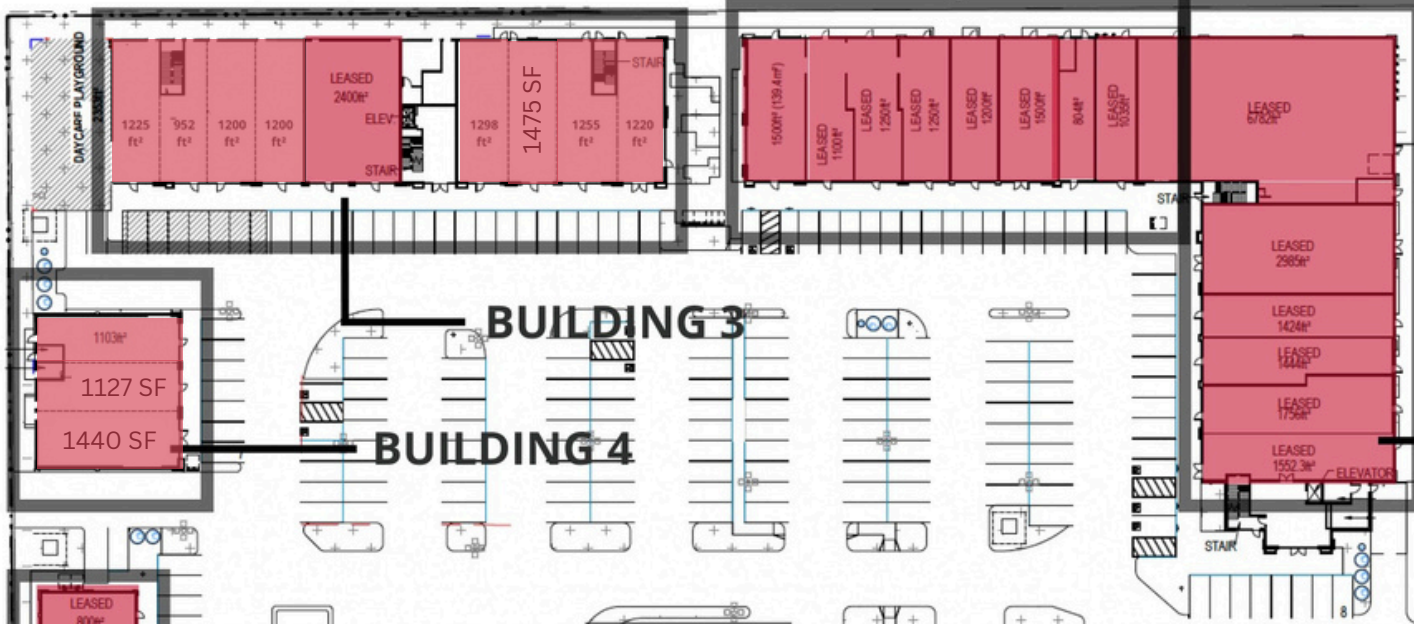 DAYCARE PLAYGROUND
1225
ft²
952
ft²
1200
ft²
1200
ft²
LEASED
2400ft²
ELEV
STAIR
1298
ft²
1475 SF
STAIR
1255
ft²
1220
ft²
1500ft² (139.4m²)
LEASED
1100ft²
LEASED
1250ft²
LEASED
1250ft²
LEASED
1200ft²
LEASED
1500ft²
804ft²
LEASED
1035ft²
LEASED
6782ft²
STAIR
LEASED
2985ft²
LEASED
1424ft²
LEASED
1444ft²
LEASED
1756ft²
LEASED
1552.3ft²
ELEVATOR
STAIR
8
BUILDING 3
1103ft²
1127 SF
1440 SF
BUILDING 4
LEASED
800ft²